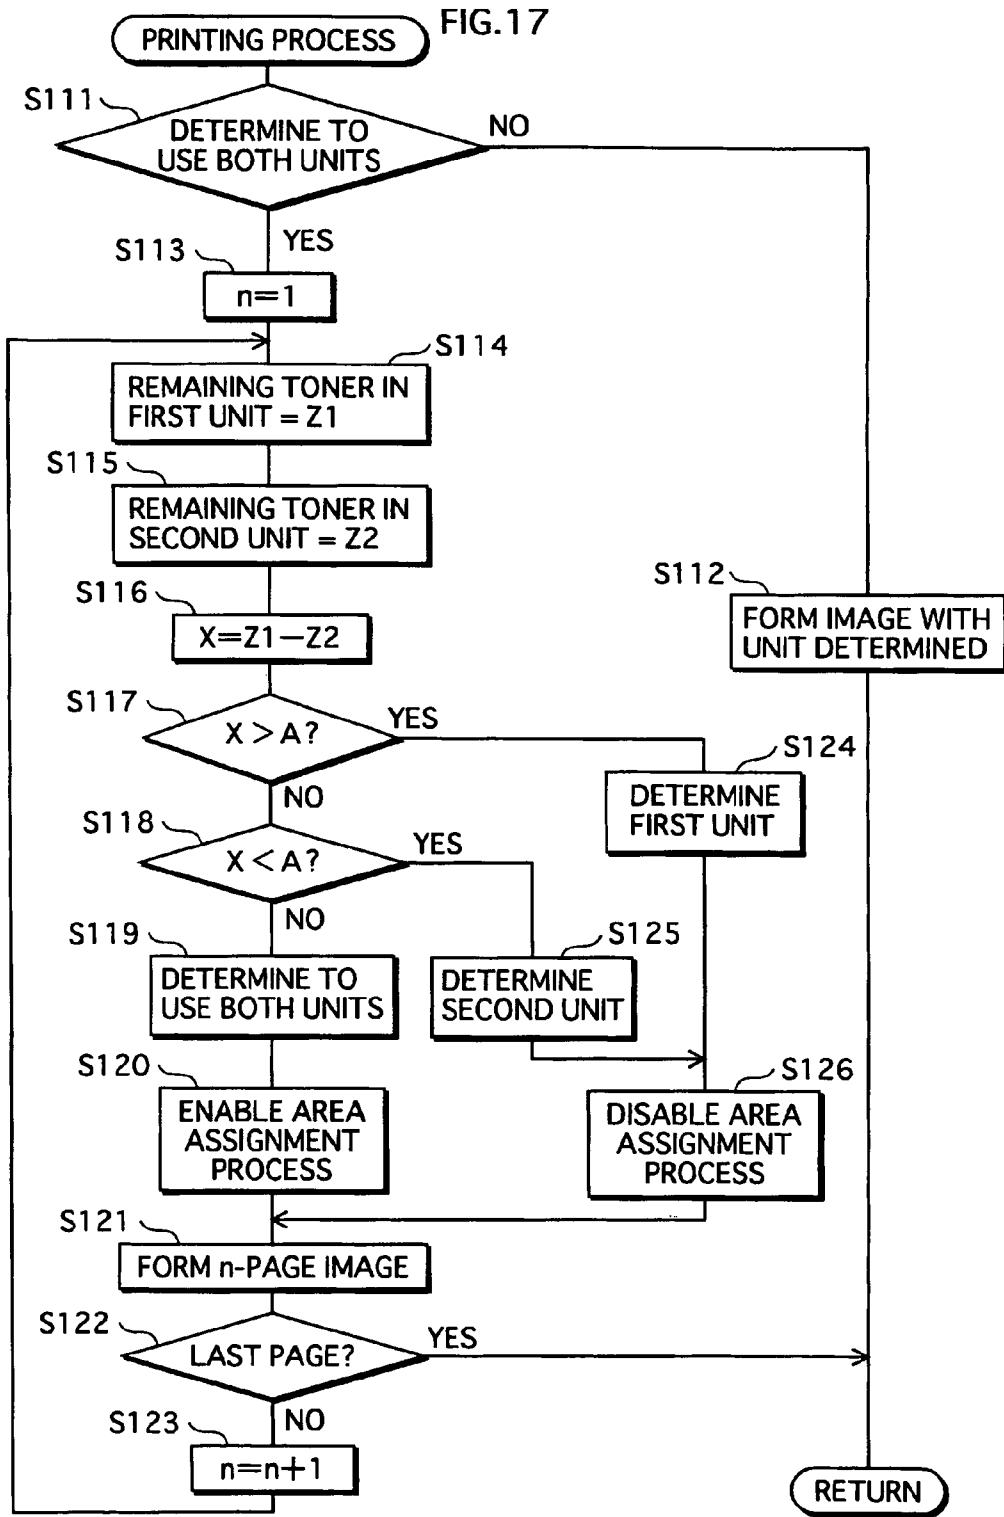 FIG.17
PRINTING PROCESS
S111
DETERMINE TO
USE BOTH UNITS
NO
YES
S113
n=1
S114
REMAINING TONER IN
FIRST UNIT = Z1
S115
REMAINING TONER IN
SECOND UNIT = Z2
S116
X=Z1-Z2
S112
FORM IMAGE WITH
UNIT DETERMINED
S117
X > A?
YES
NO
S124
DETERMINE
FIRST UNIT
S118
X < A?
YES
NO
S119
DETERMINE TO
USE BOTH UNITS
S125
DETERMINE
SECOND UNIT
S120
ENABLE AREA
ASSIGNMENT
PROCESS
S126
DISABLE AREA
ASSIGNMENT
PROCESS
S121
FORM n-PAGE IMAGE
S122
LAST PAGE?
YES
NO
S123
n=n+1
RETURN